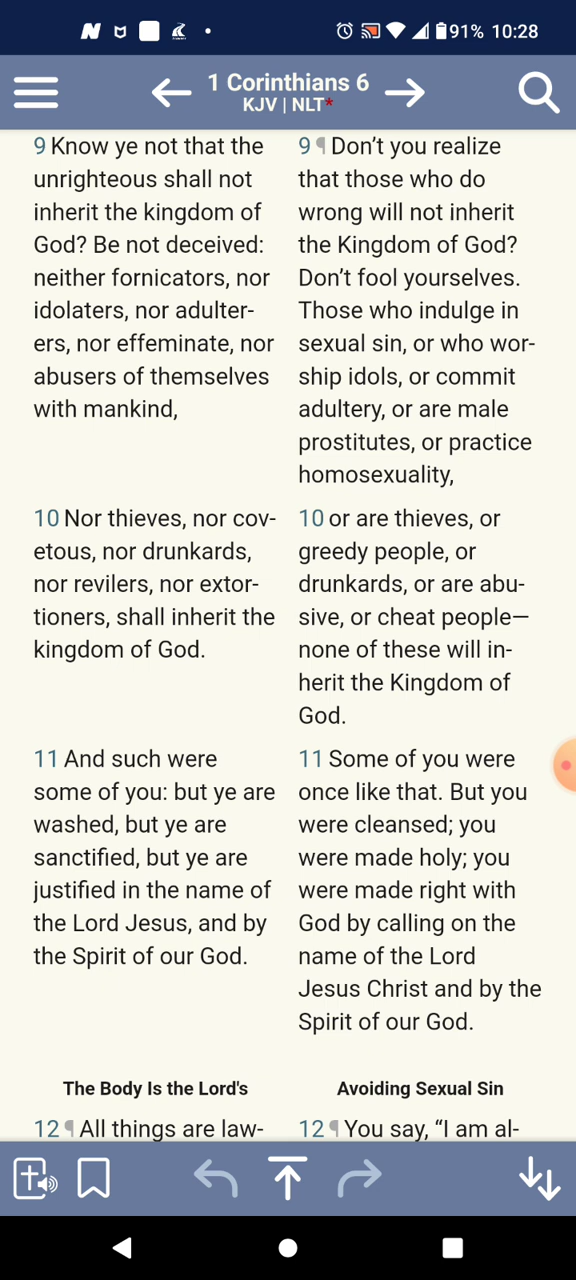 91% 10:28
1 Corinthians 6
KJV | NLT*
9 Know ye not that the
unrighteous shall not
inherit the kingdom of
God? Be not deceived:
neither fornicators, nor
idolaters, nor adulter-
ers, nor effeminate, nor
abusers of themselves
with mankind,
10 Nor thieves, nor cov-
etous, nor drunkards,
nor revilers, nor extor-
tioners, shall inherit the
kingdom of God.
11 And such were
some of you: but ye are
washed, but ye are
sanctified, but ye are
justified in the name of
the Lord Jesus, and by
the Spirit of our God.
The Body Is the Lord's
12 ¶ All things are law-
9 ¶ Don’t you realize
that those who do
wrong will not inherit
the Kingdom of God?
Don’t fool yourselves.
Those who indulge in
sexual sin, or who wor-
ship idols, or commit
adultery, or are male
prostitutes, or practice
homosexuality,
10 or are thieves, or
greedy people, or
drunkards, or are abu-
sive, or cheat people—
none of these will in-
herit the Kingdom of
God.
11 Some of you were
once like that. But you
were cleansed; you
were made holy; you
were made right with
God by calling on the
name of the Lord
Jesus Christ and by the
Spirit of our God.
Avoiding Sexual Sin
12 ¶ You say, “I am al-